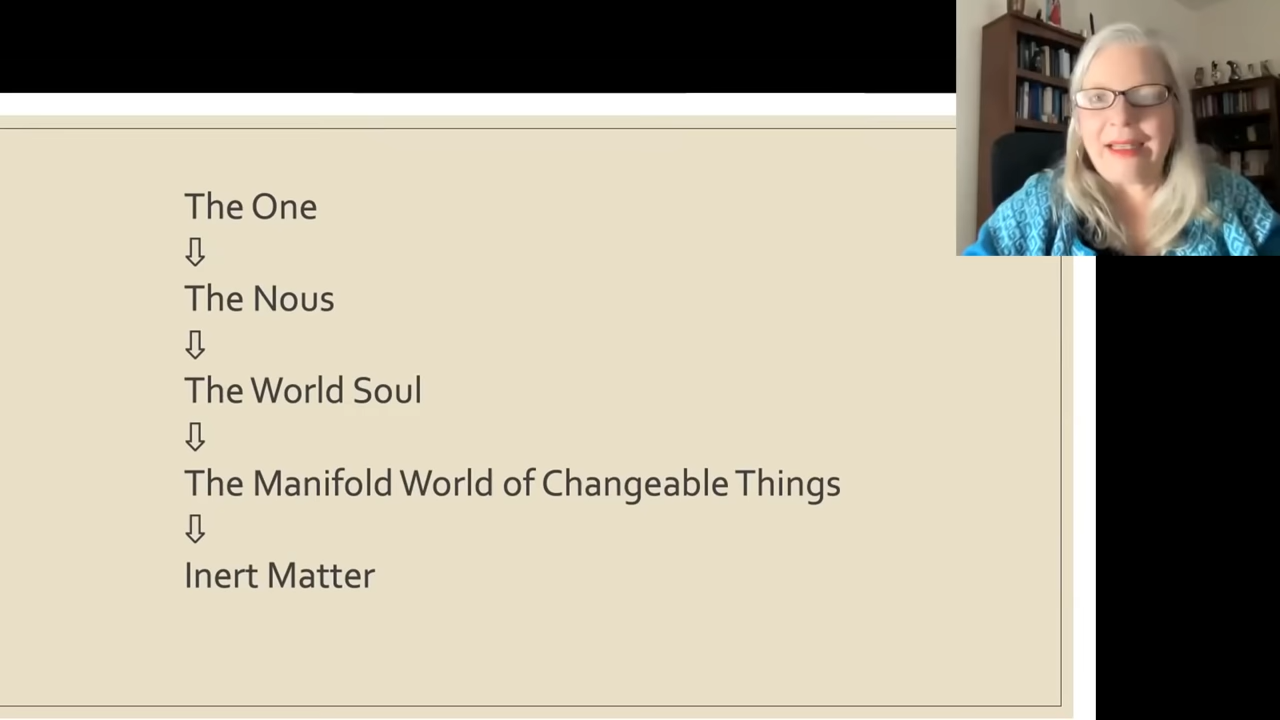 The One
⇩
The Nous
⇩
The World Soul
⇩
The Manifold World of Changeable Things
⇩
Inert Matter